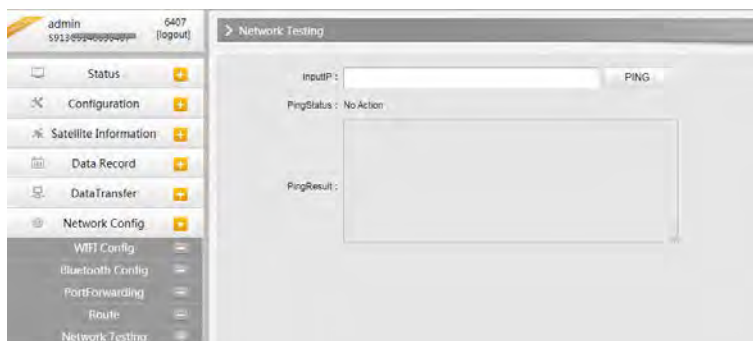 admin
6407
[logout]
Status
Configuration
Satellite Information
Data Record
DataTransfer
Network Config
WIFI Config
Bluetooth Config
PortForwarding
Route
Network Testing
Network Testing
InputIP :
PING
PingStatus : No Action
PingResult :